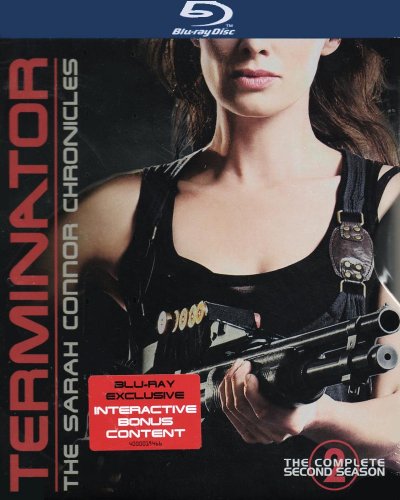 Blu-ray Disc
TERMINATOR
THE SARAH CONNOR CHRONICLES
BLU-RAY
EXCLUSIVE
INTERACTIVE
BONUS
CONTENT
4000019466
2
THE COMPLETE
SECOND SEASON